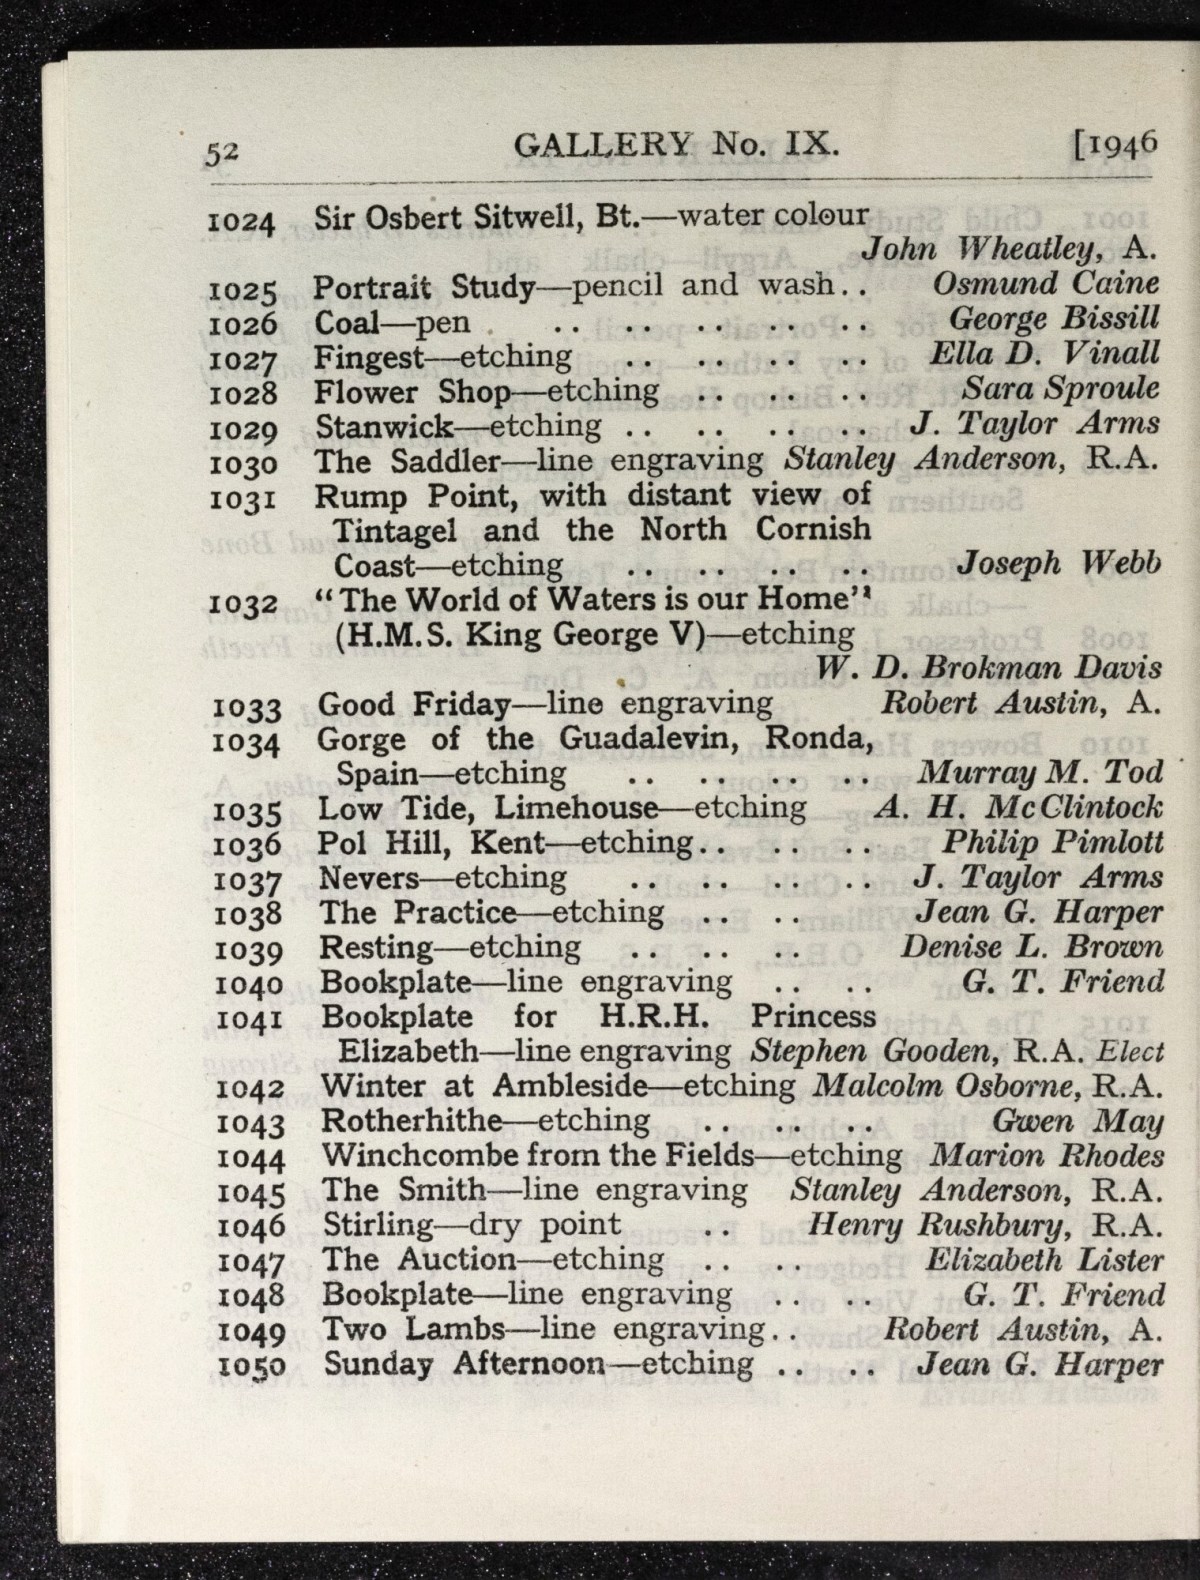 52 GALLERY No. IX. [1946
1024 Sir Osbert Sitwell, Bt.—water colour
John Wheatley, A.
1025 Portrait Study—pencil and wash .. Osmund Caine
1026 Coal—pen .. .. .. .. .. George Bissill
1027 Fingest—etching .. .. .. .. Ella D. Vinall
1028 Flower Shop—etching .. .. .. Sara Sproule
1029 Stanwick—etching .. .. .. .. J. Taylor Arms
1030 The Saddler—line engraving Stanley Anderson, R.A.
1031 Rump Point, with distant view of
Tintagel and the North Cornish
Coast—etching .. .. .. .. Joseph Webb
1032 "The World of Waters is our Home"
(H.M.S. King George V)—etching
W. D. Brokman Davis
1033 Good Friday—line engraving Robert Austin, A.
1034 Gorge of the Guadalevin, Ronda,
Spain—etching .. .. .. .. Murray M. Tod
1035 Low Tide, Limehouse—etching A. H. McClintock
1036 Pol Hill, Kent—etching .. .. .. Philip Pimlott
1037 Nevers—etching .. .. .. .. J. Taylor Arms
1038 The Practice—etching .. .. Jean G. Harper
1039 Resting—etching .. .. .. Denise L. Brown
1040 Bookplate—line engraving .. .. G. T. Friend
1041 Bookplate for H.R.H. Princess
Elizabeth—line engraving Stephen Gooden, R.A. Elect
1042 Winter at Ambleside—etching Malcolm Osborne, R.A.
1043 Rotherhithe—etching .. .. .. Gwen May
1044 Winchcombe from the Fields—etching Marion Rhodes
1045 The Smith—line engraving Stanley Anderson, R.A.
1046 Stirling—dry point .. Henry Rushbury, R.A.
1047 The Auction—etching .. .. Elizabeth Lister
1048 Bookplate—line engraving .. .. G. T. Friend
1049 Two Lambs—line engraving .. Robert Austin, A.
1050 Sunday Afternoon—etching .. .. Jean G. Harper